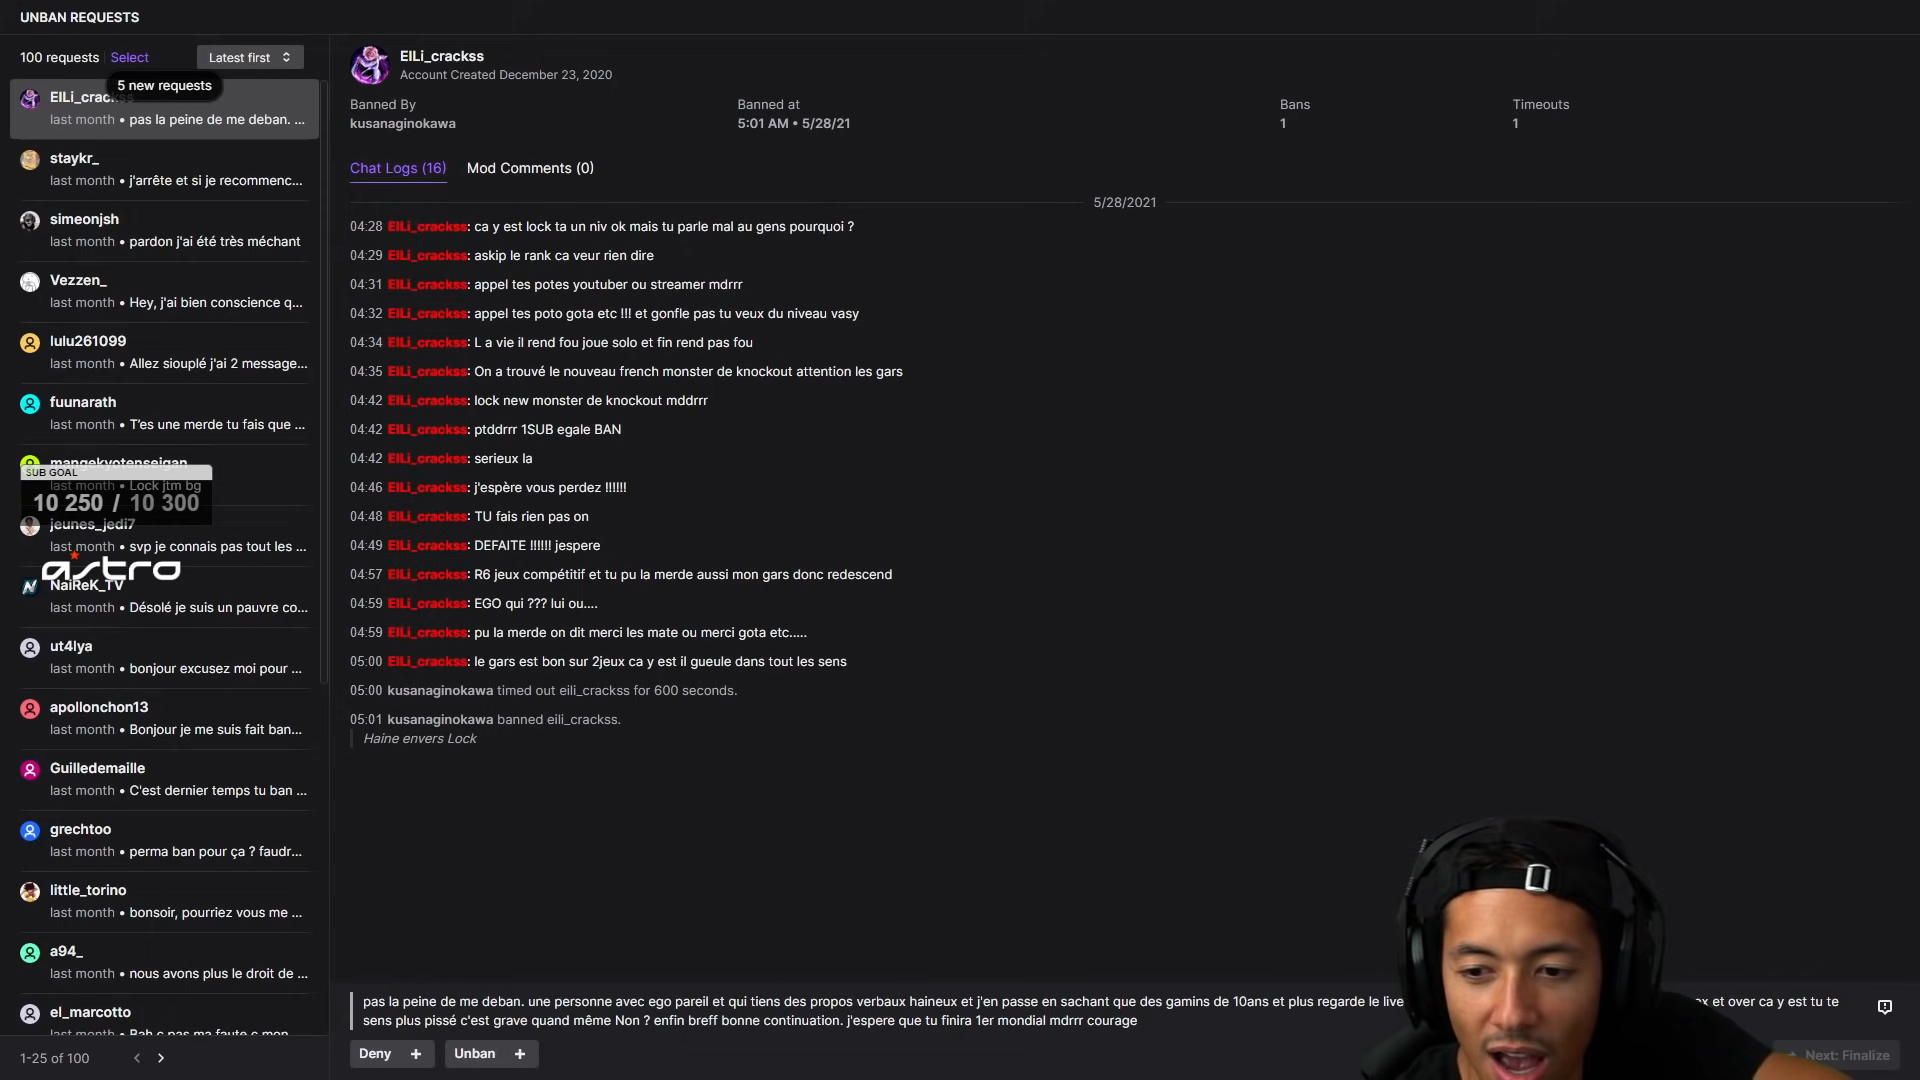 UNBAN REQUESTS
100 requests
Select
Latest first
5 new requests
EILi_crac
last month • pas la peine de me deban. ...
staykr_
last month • j'arrête et si je recommenc...
simeonjsh
last month • pardon j'ai été très méchant
Vezzen_
last month • Hey, j'ai bien conscience q...
lulu261099
last month • Allez siouplé j'ai 2 message...
fuunarath
last month • T'es une merde tu fais que ...
mangekyotenseigan
last month • Lock jtm bg
SUB GOAL
10 250 / 10 300
jeunes_jedi7
last month • svp je connais pas tout les ...
astro
NaiReK_TV
last month • Désolé je suis un pauvre co...
ut4lya
last month • bonjour excusez moi pour ...
apollonchon13
last month • Bonjour je me suis fait ban...
Guilledemaille
last month • C'est dernier temps tu ban ...
grechtoo
last month • perma ban pour ça ? faudr...
little_torino
last month • bonsoir, pourriez vous me ...
a94_
last month • nous avons plus le droit de ...
el_marcotto
last month • Bah c pas ma faute c mon
1-25 of 100
EILi_crackss
Account Created December 23, 2020
Banned By
kusanaginokawa
Banned at
5:01 AM • 5/28/21
Bans
1
Timeouts
1
Chat Logs (16)
Mod Comments (0)
5/28/2021
04:28 EILi_crackss: ca y est lock ta un niv ok mais tu parle mal au gens pourquoi ?
04:29 EILi_crackss: askip le rank ca veur rien dire
04:31 EILi_crackss: appel tes potes youtuber ou streamer mdrrr
04:32 EILi_crackss: appel tes poto gota etc !!! et gonfle pas tu veux du niveau vasy
04:34 EILi_crackss: L a vie il rend fou joue solo et fin rend pas fou
04:35 EILi_crackss: On a trouvé le nouveau french monster de knockout attention les gars
04:42 EILi_crackss: lock new monster de knockout mddrrr
04:42 EILi_crackss: ptddrrr 1SUB egale BAN
04:42 EILi_crackss: serieux la
04:46 EILi_crackss: j'espère vous perdez !!!!!!
04:48 EILi_crackss: TU fais rien pas on
04:49 EILi_crackss: DEFAITE !!!!!! jespere
04:57 EILi_crackss: R6 jeux compétitif et tu pu la merde aussi mon gars donc redescend
04:59 EILi_crackss: EGO qui ??? lui ou....
04:59 EILi_crackss: pu la merde on dit merci les mate ou merci gota etc.....
05:00 EILi_crackss: le gars est bon sur 2jeux ca y est il gueule dans tout les sens
05:00 kusanaginokawa timed out eili_crackss for 600 seconds.
05:01 kusanaginokawa banned eili_crackss.
Haine envers Lock
pas la peine de me deban. une personne avec ego pareil et qui tiens des propos verbaux haineux et j'en passe en sachant que des gamins de 10ans et plus regarde le live et over ca y est tu te
sens plus pissé c'est grave quand même Non ? enfin breff bonne continuation. j'espere que tu finira 1er mondial mdrrr courage
Deny +
Unban +
Next: Finalize